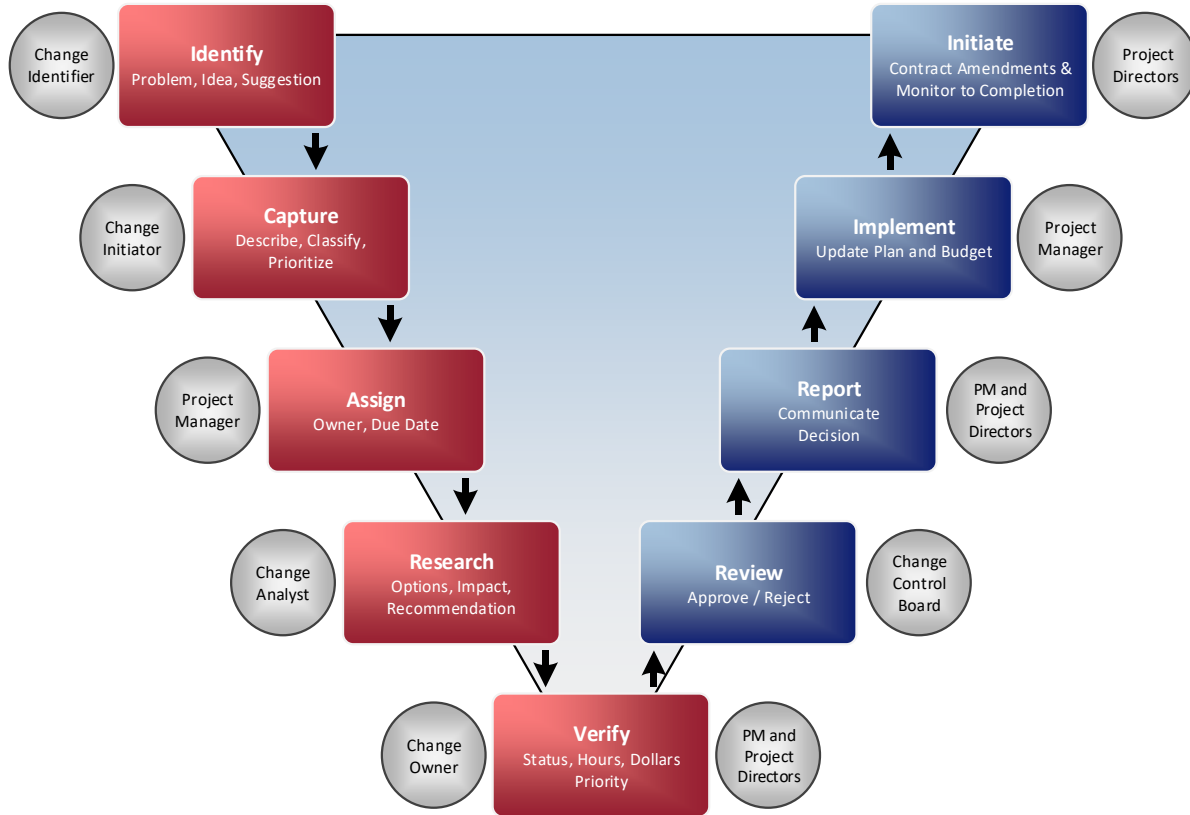 Change
Identifier
Identify
Problem, Idea, Suggestion
Initiate
Contract Amendments &
Monitor to Completion
Project
Directors
Change
Initiator
Capture
Describe, Classify,
Prioritize
Implement
Update Plan and Budget
Project
Manager
Project
Manager
Assign
Owner, Due Date
Report
Communicate
Decision
PM and
Project
Directors
Change
Analyst
Research
Options, Impact,
Recommendation
Review
Approve / Reject
Change
Control
Board
Change
Owner
Verify
Status, Hours, Dollars
Priority
PM and
Project
Directors